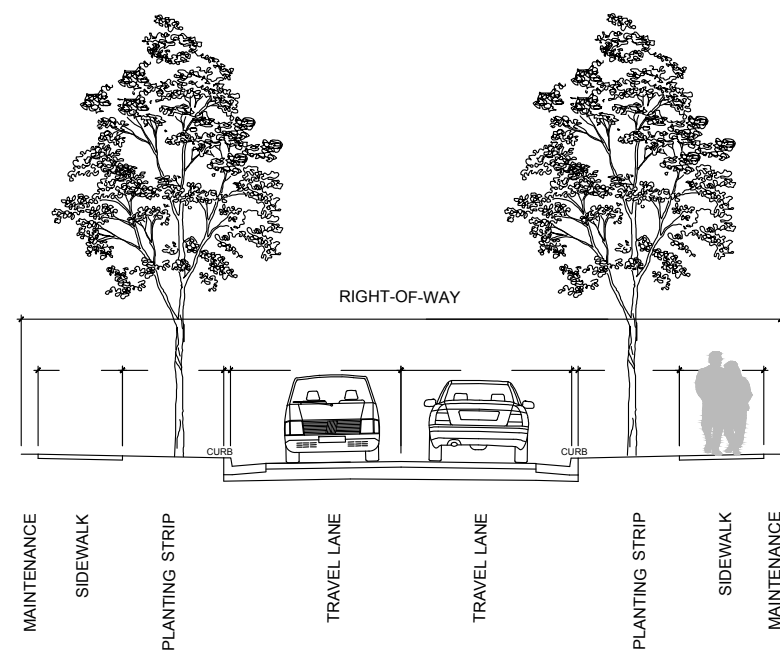 RIGHT-OF-WAY
CURB
CURB
MAINTENANCE
SIDEWALK
PLANTING STRIP
TRAVEL LANE
TRAVEL LANE
PLANTING STRIP
SIDEWALK
MAINTENANCE